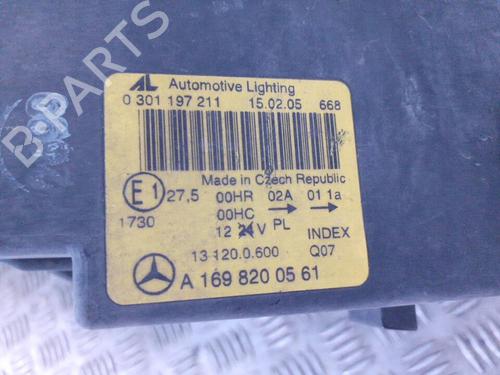 B-PARTS
AL Automotive Lighting
0 301 197 211 15.02.05 668
Made in Czech Republic
E1 27,5 00HR 02A 01 1a
1730 00HC → →
12 24 V PL INDEX
13 120.0.600 Q07
A 169 820 05 61